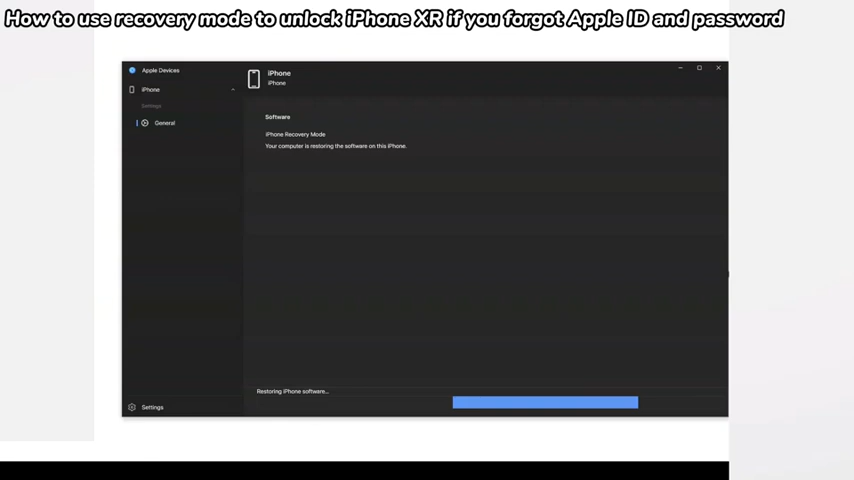 How to use recovery mode to unlock iPhone XR if you forgot Apple ID and password
Apple Devices
iPhone
Settings
General
iPhone
iPhone
Software
iPhone Recovery Mode
Your computer is restoring the software on this iPhone.
Restoring iPhone software...
Settings